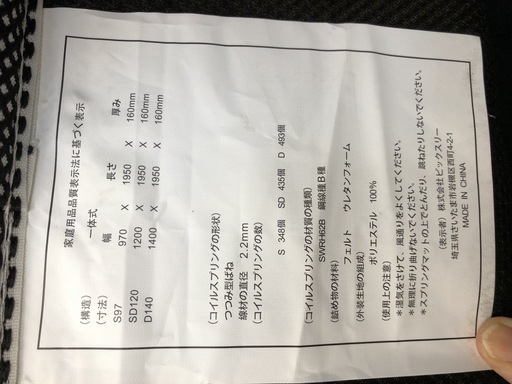 家庭用品品質表示法に基づく表示
(構造) 一体式
(寸法) 幅 長さ 厚み
S97 970 X 1950 X 160mm
SD120 1200 X 1950 X 160mm
D140 1400 X 1950 X 160mm
(コイルスプリングの形状)
つつみ型ばね
線材の直径 2.2mm
(コイルスプリングの数)
S 348個 SD 435個 D 493個
(コイルスプリングの材質の種類)
SWRH62B 鋼線種B種
(詰め物の材料)
フェルト ウレタンフォーム
(外装生地の組成)
ポリエステル 100%
(使用上の注意)
*湿気をさけて、風通りをよくしてください。
*無理に折り曲げないでください。
*スプリングマットの上でとんだり、跳ねたりしないでください。
(表示者) 株式会社ビックスリー
埼玉県さいたま市岩槻区西町4-2-1
MADE IN CHINA